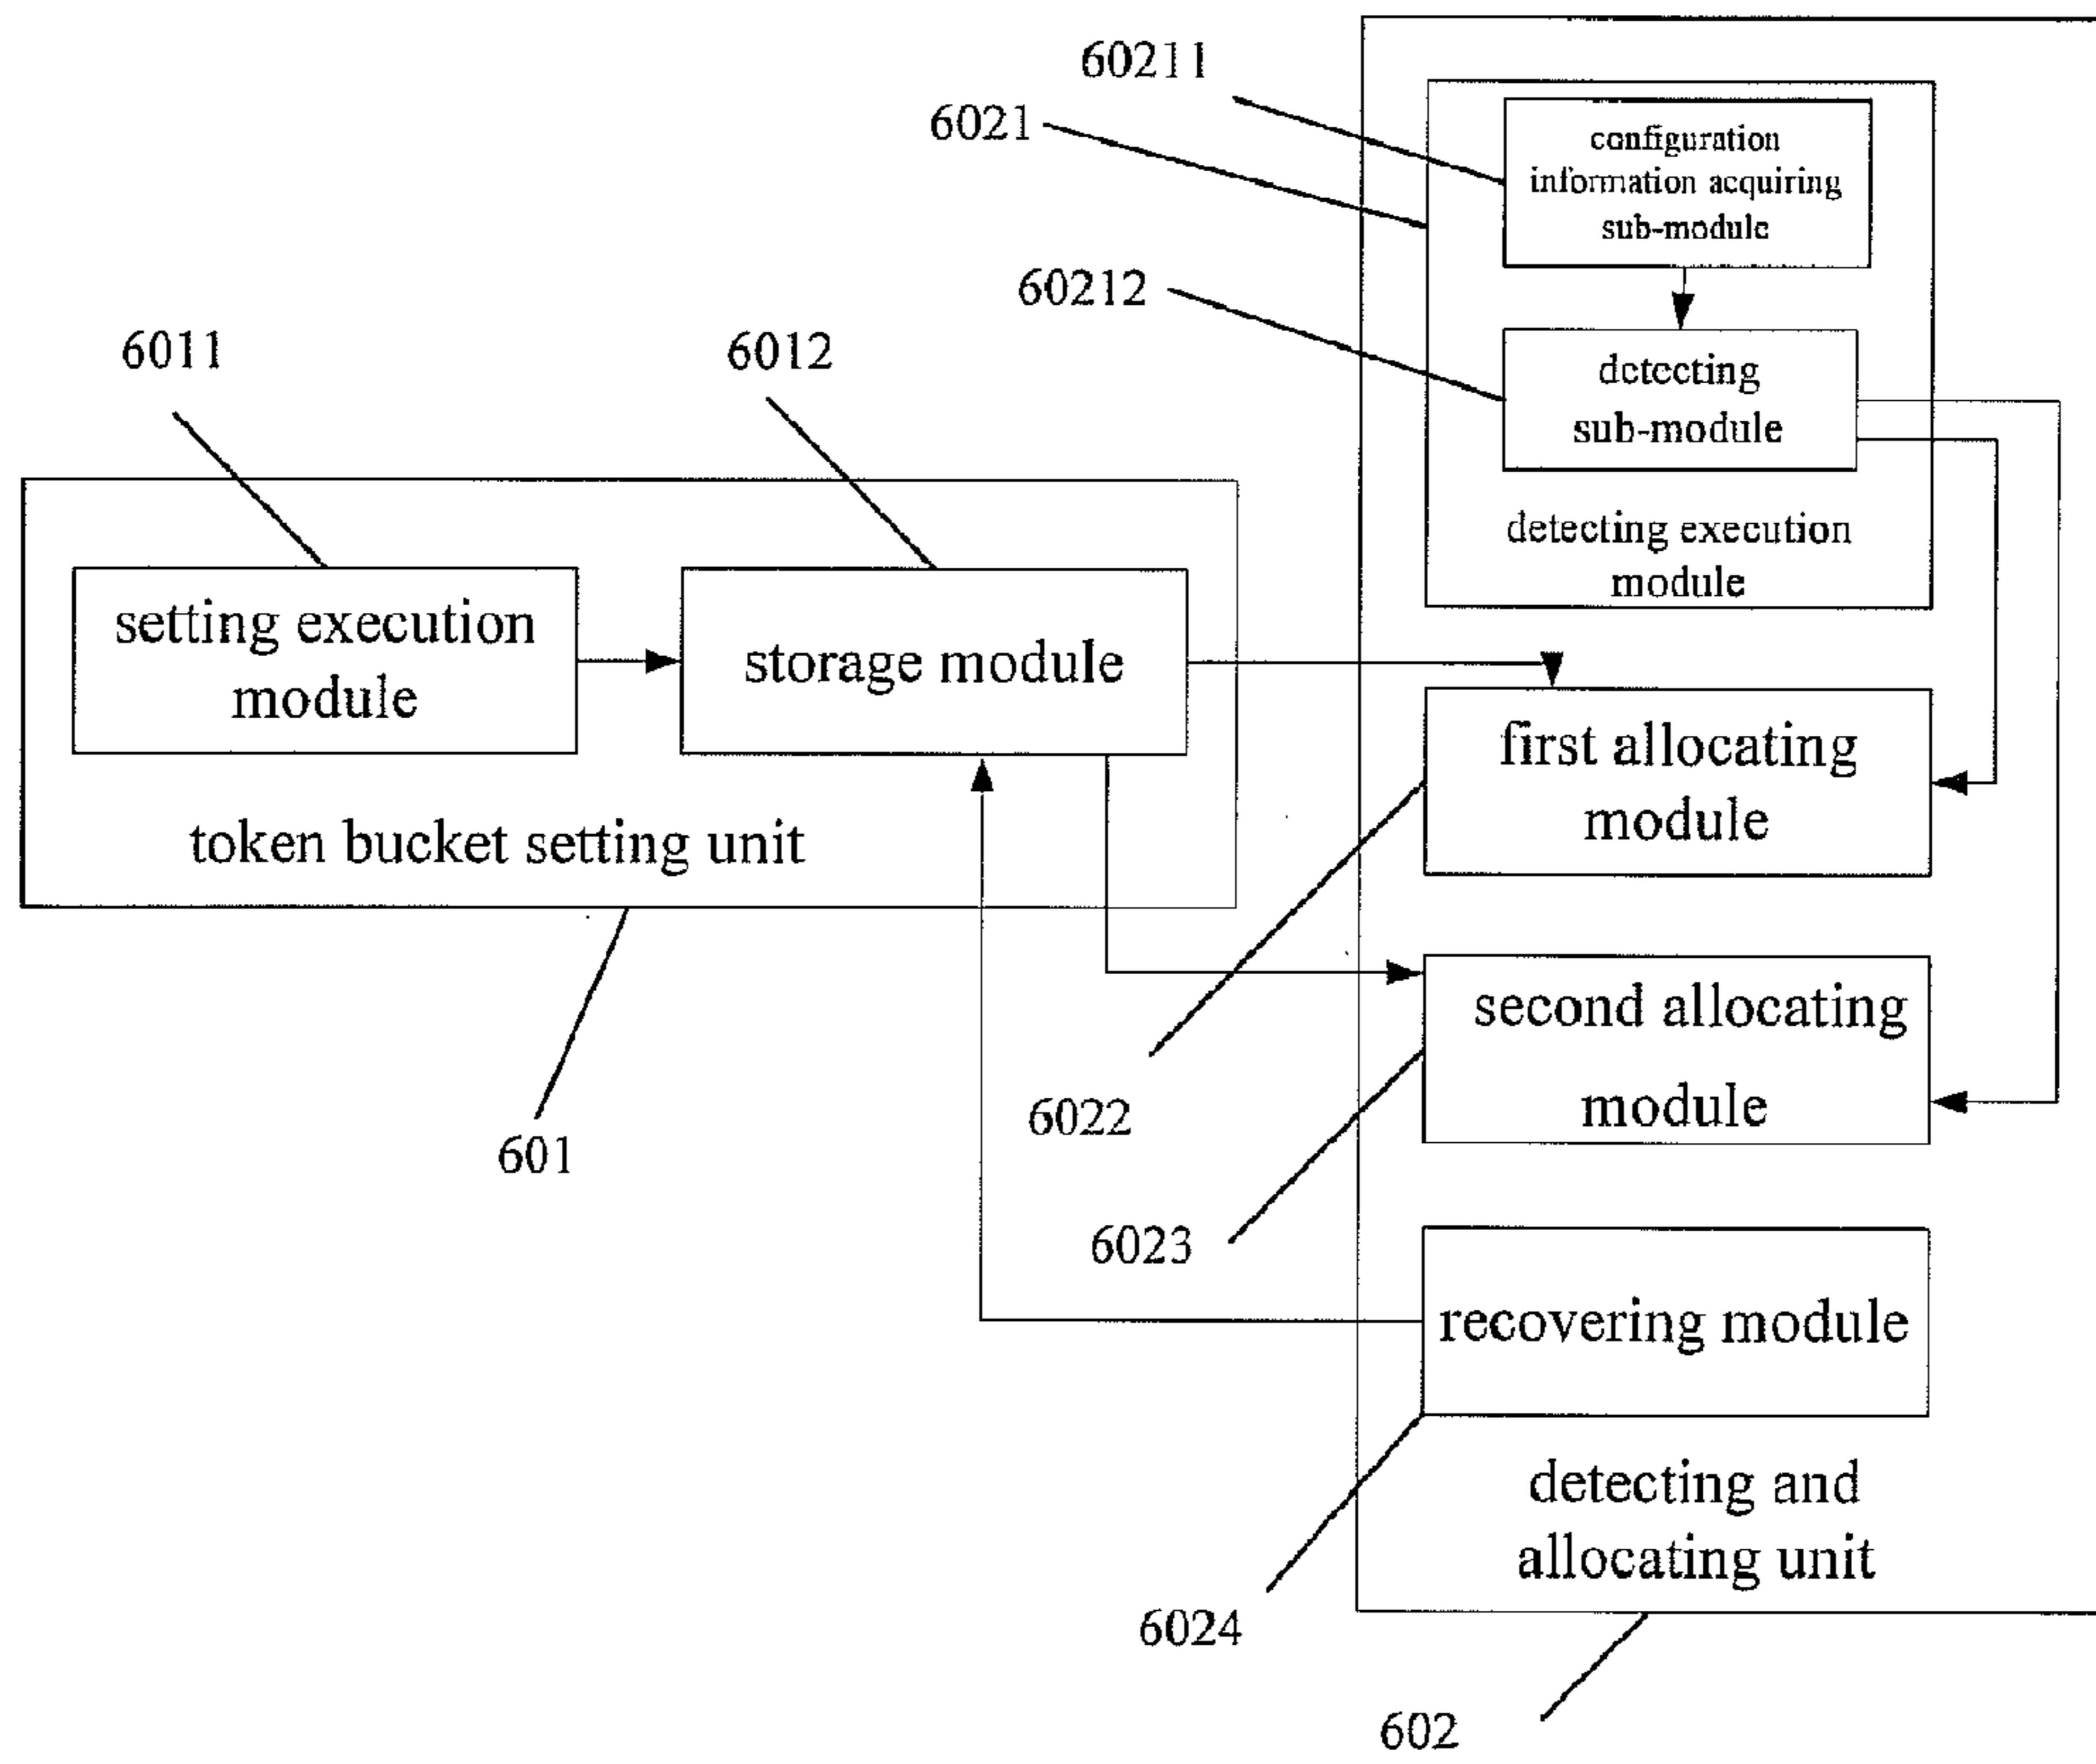 60211
6021
configuration
information acquiring
sub-module
60212
detecting
sub-module
6011
6012
detecting execution
module
setting execution
module
storage module
first allocating
module
token bucket setting unit
second allocating
module
6022
601
6023
recovering module
detecting and
allocating unit
6024
602